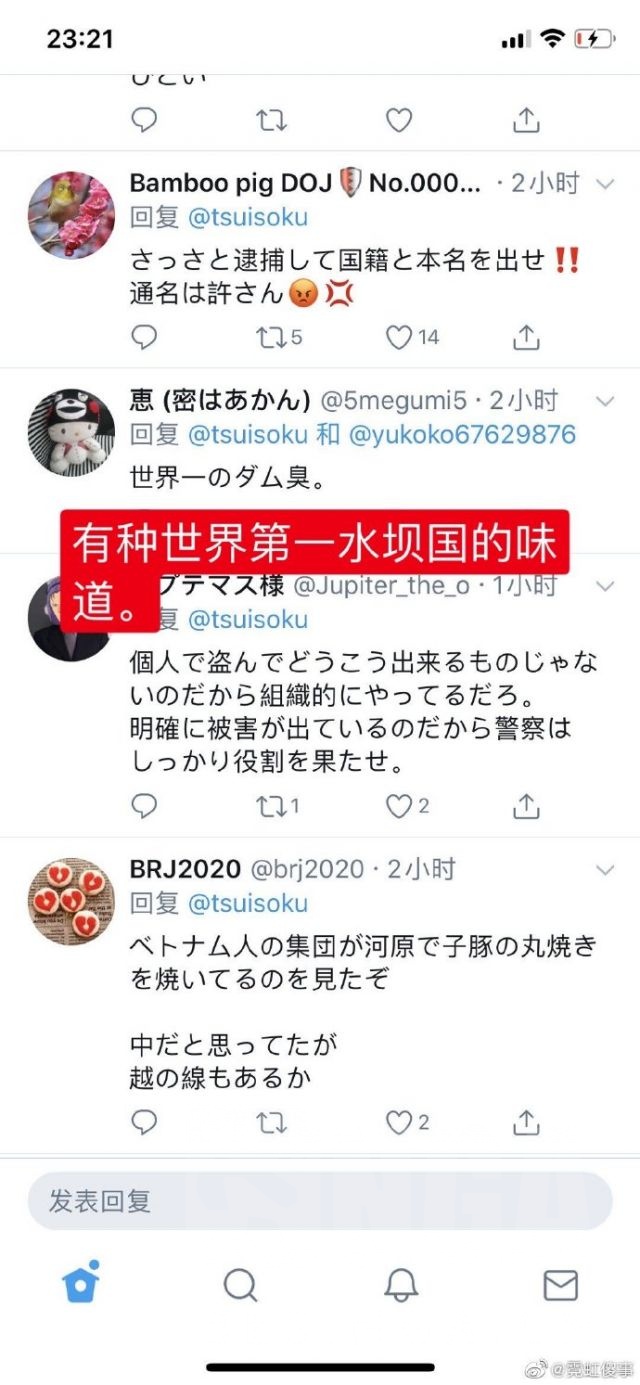 23:21
ひどい
Bamboo pig DOJ No.000... · 2小时
回复 @tsuisoku
さっさと逮捕して国籍と本名を出せ‼️
通名は許さん😡💢
5 14
恵 (密はあかん) @5megumi5 · 2小时
回复 @tsuisoku 和 @yukoko67629876
世界一のダム臭。
有种世界第一水坝国的味
道。
プテマス様 @Jupiter_the_o · 1小时
复 @tsuisoku
個人で盗んでどうこう出来るものじゃな
いのだから組織的にやってるだろ。
明確に被害が出ているのだから警察は
しっかり役割を果たせ。
1 2
BRJ2020 @brj2020 · 2小时
回复 @tsuisoku
ベトナム人の集団が河原で子豚の丸焼き
を焼いてるのを見たぞ
中だと思ってたが
越の線もあるか
2
发表回复
@霓虹傻事